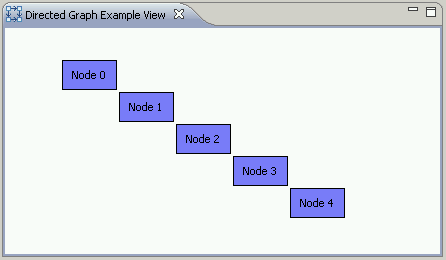 Directed Graph Example View
Node 0
Node 1
Node 2
Node 3
Node 4